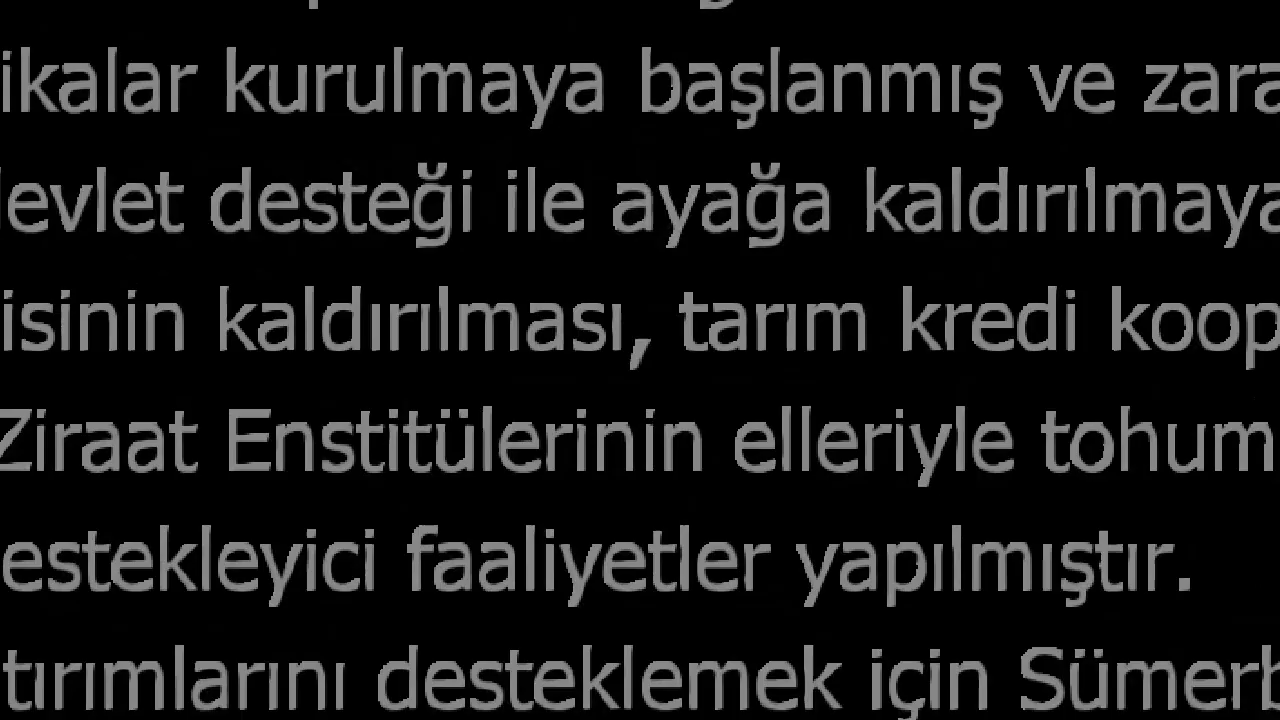 ikalar kurulmaya başlanmış ve zara
evlet desteği ile ayağa kaldırılmaya
isinin kaldırılması, tarım kredi koop
Ziraat Enstitülerinin elleriyle tohum
estekleyici faaliyetler yapılmıştır.
tırımlarını desteklemek için Sümerb